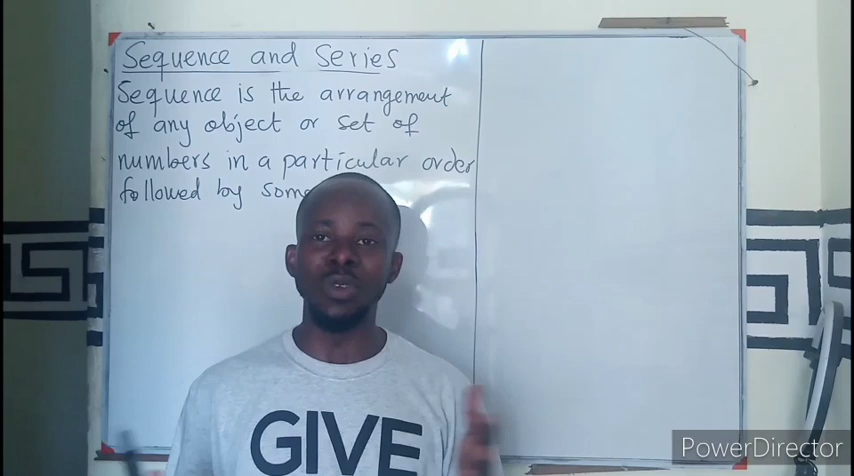 Sequence and Series
Sequence is the arrangement
of any object or set of
numbers in a particular order
followed by some
GIVE
PowerDirector